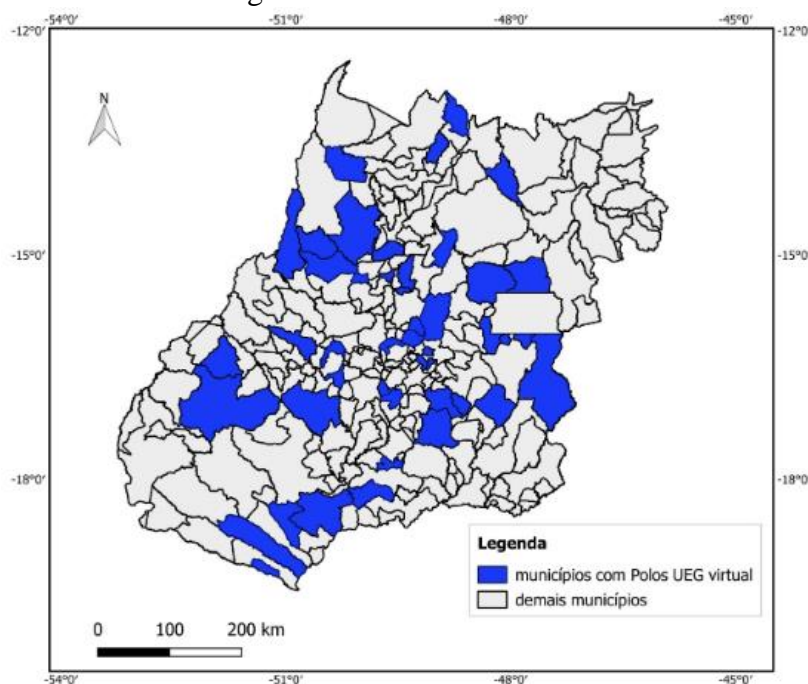 -54°0' -51°0' -48°0' -45°0'
-12°0' -12°0'
N
-15°0' -15°0'
-18°0' -18°0'
Legenda
municípios com Polos UEG virtual
demais municípios
0 100 200 km
-54°0' -51°0' -48°0' -45°0'